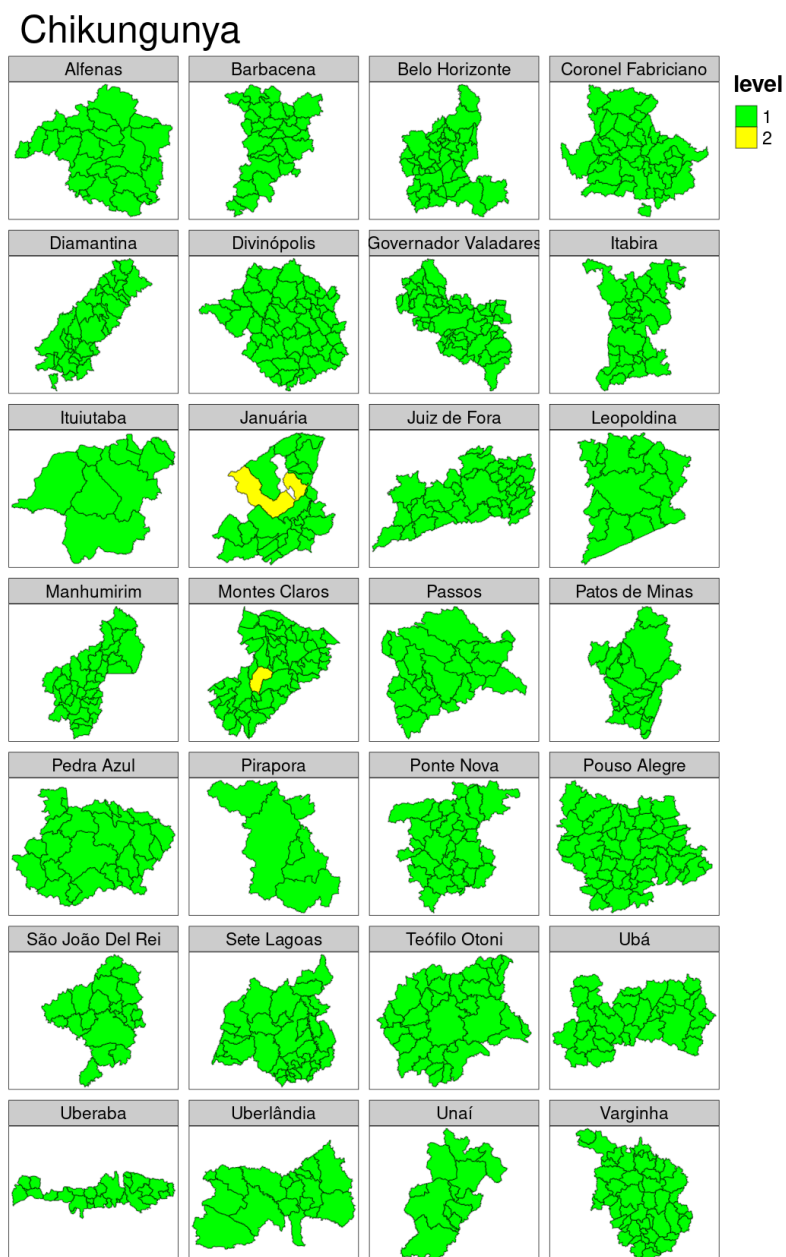 Chikungunya
Alfenas
Barbacena
Belo Horizonte
Coronel Fabriciano
level
1
2
Diamantina
Divinópolis
Governador Valadares
Itabira
Ituiutaba
Januária
Juiz de Fora
Leopoldina
Manhumirim
Montes Claros
Passos
Patos de Minas
Pedra Azul
Pirapora
Ponte Nova
Pouso Alegre
São João Del Rei
Sete Lagoas
Teófilo Otoni
Ubá
Uberaba
Uberlândia
Unaí
Varginha